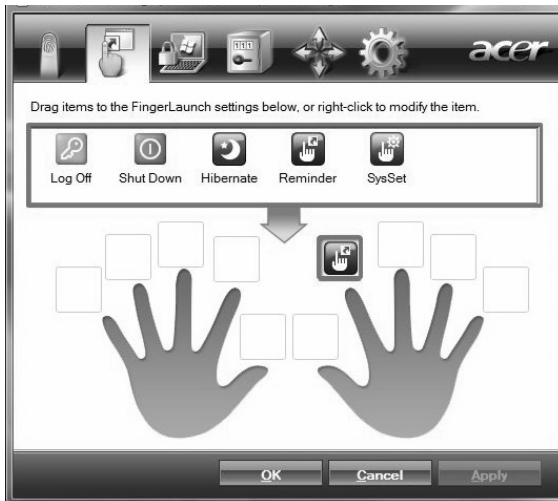 acer
Drag items to the FingerLaunch settings below, or right-click to modify the item.
Log Off Shut Down Hibernate Reminder SysSet
OK Cancel Apply